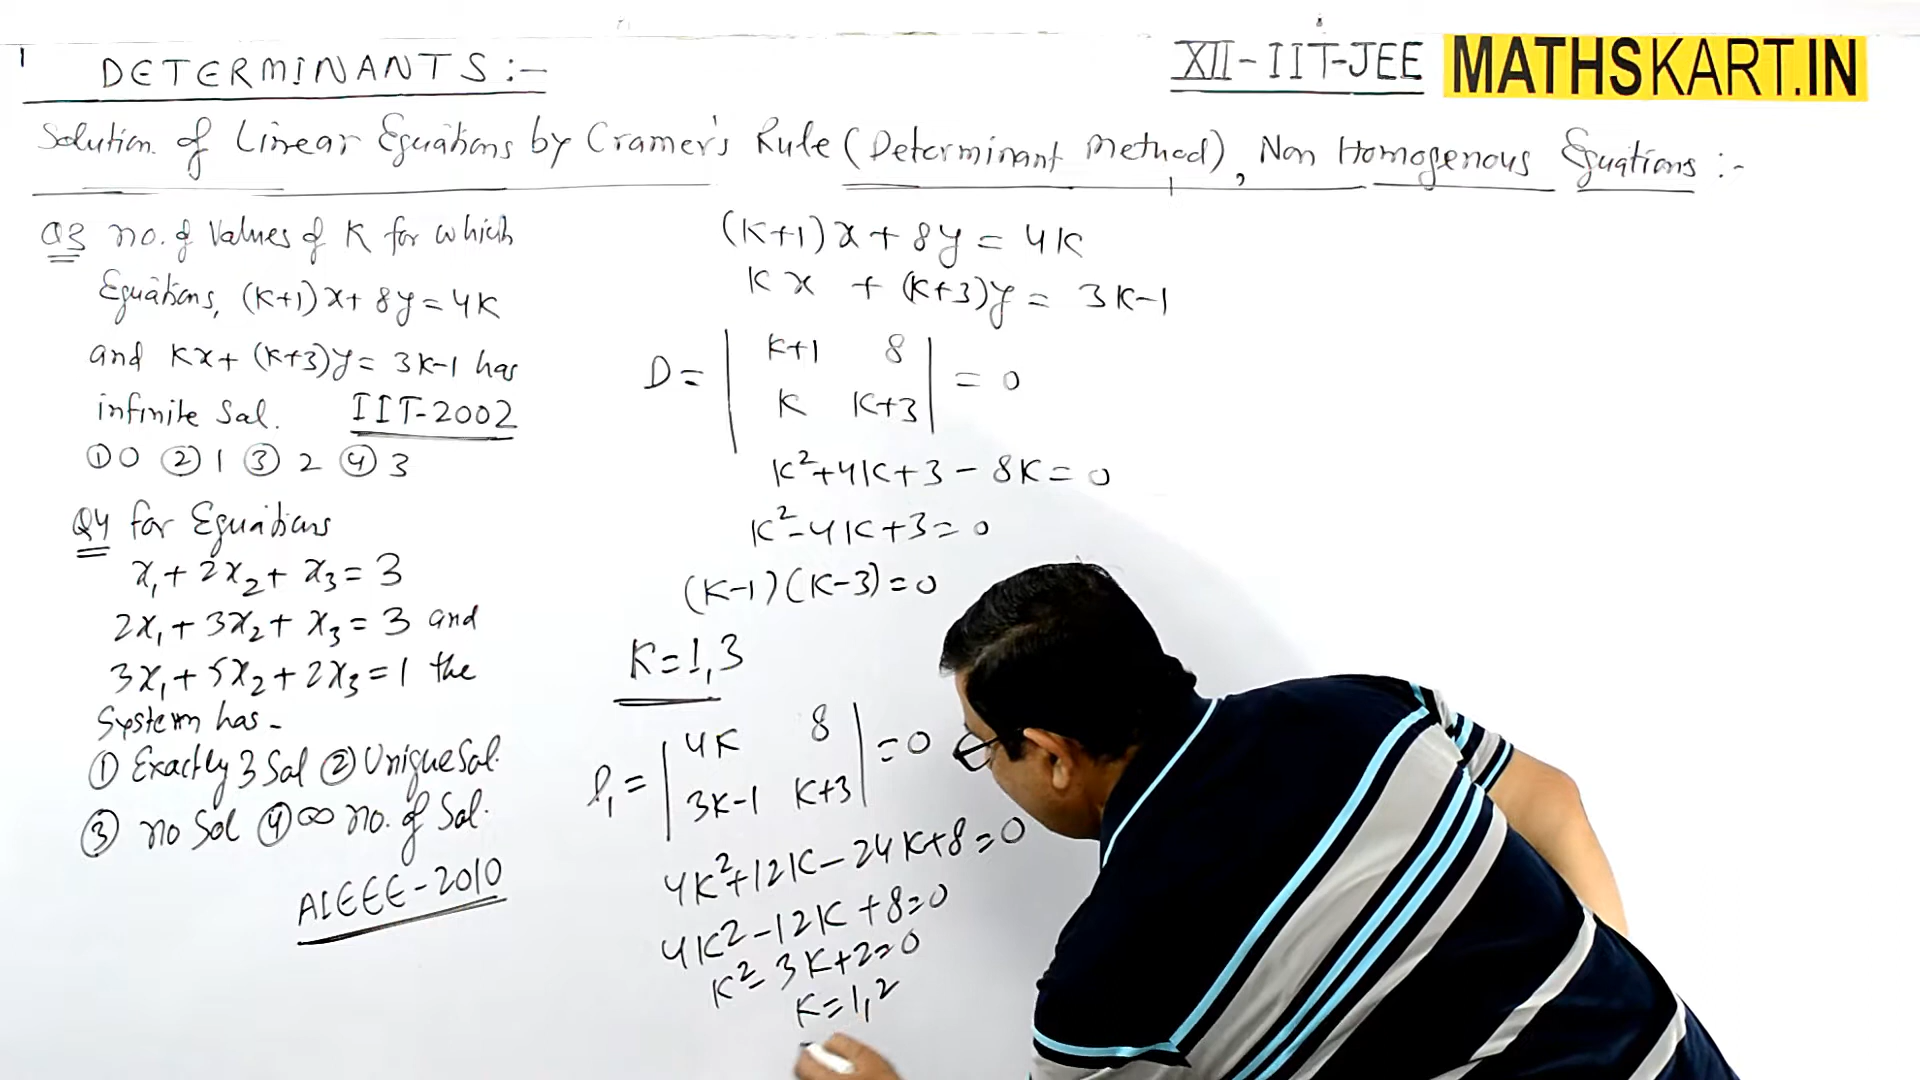 DETERMINANTS :-
XII - IIT-JEE
MATHSKART.IN
Solution of Linear Equations by Cramer's Rule (Determinant Method), Non Homogenous Equations :-
Q3 no. of values of K for which
Equations, (K+1)x + 8y = 4K
and Kx + (K+3)y = 3K-1 has
infinite Sol. IIT-2002
① 0 ② 1 ③ 2 ④ 3
Q4 for Equations
x₁ + 2x₂ + x₃ = 3
2x₁ + 3x₂ + x₃ = 3 and
3x₁ + 5x₂ + 2x₃ = 1 the
System has -
① Exactly 3 Sol ② Unique Sol.
③ no Sol ④ ∞ no. of Sol.
AIEEE-2010
(K+1)x + 8y = 4K
Kx + (K+3)y = 3K-1
D = | K+1 8 | = 0
| K K+3 |
K²+4K+3 - 8K = 0
K²-4K+3 = 0
(K-1)(K-3) = 0
K = 1,3
D₁ = | 4K 8 | = 0
| 3K-1 K+3 |
4K²+12K-24K+8 = 0
4K²-12K+8 = 0
K²-3K+2 = 0
K = 1,2